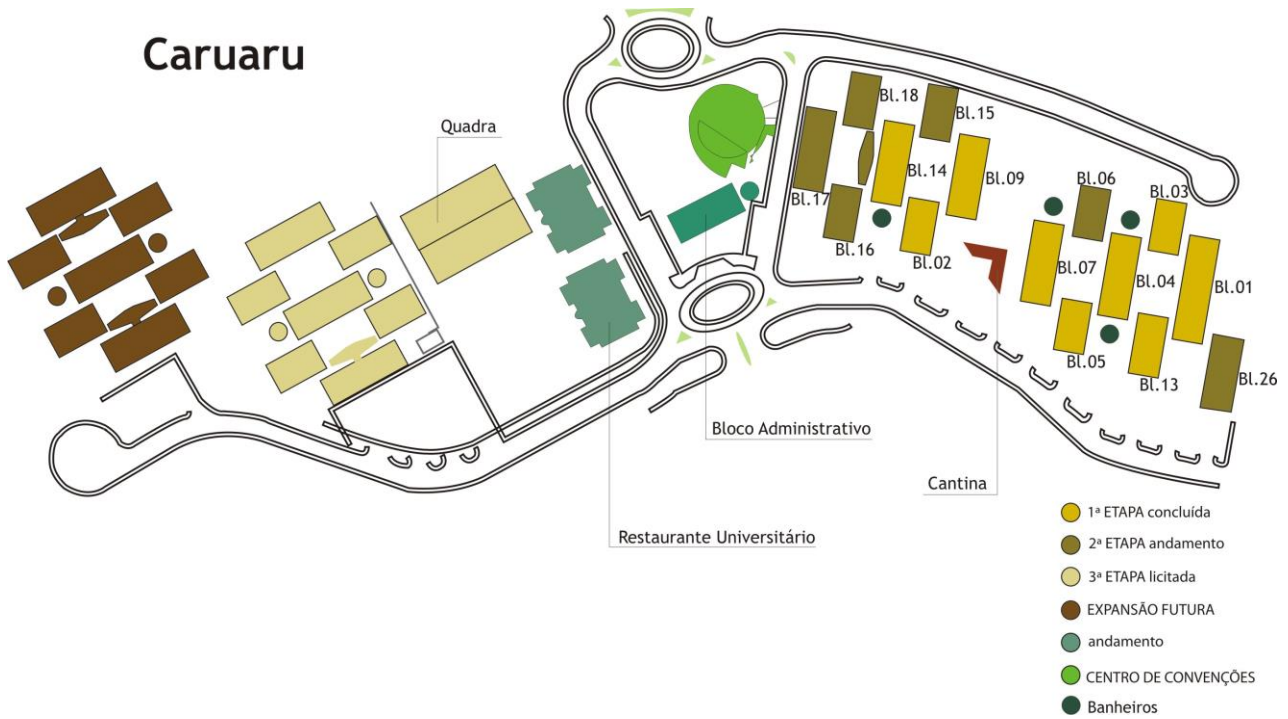 Caruaru
Quadra
Bl.18
Bl.15
Bl.14
Bl.09
Bl.17
Bl.16
Bl.02
Bl.06
Bl.03
Bl.07
Bl.04
Bl.01
Bl.05
Bl.13
Bl.26
Bloco Administrativo
Cantina
Restaurante Universitário
1ª ETAPA concluída
2ª ETAPA andamento
3ª ETAPA licitada
EXPANSÃO FUTURA
andamento
CENTRO DE CONVENÇÕES
Banheiros